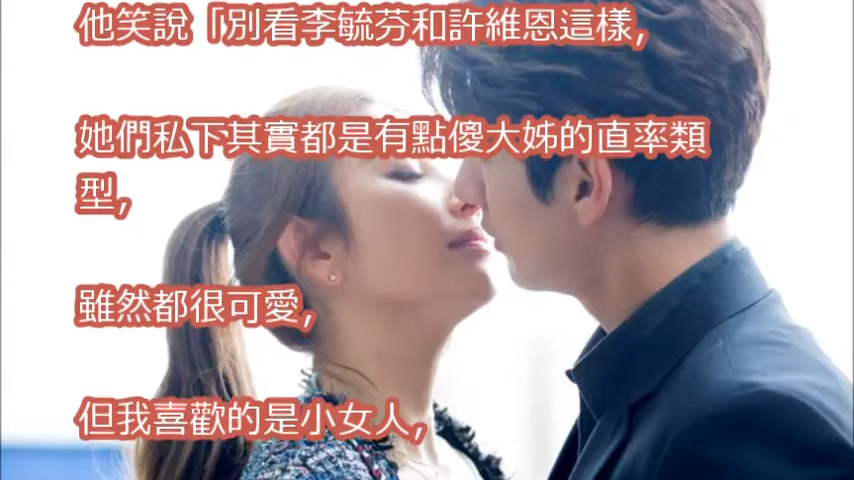 他笑說「別看李毓芬和許維恩這樣,
她們私下其實都是有點傻大姊的直率類
型,
雖然都很可愛,
但我喜歡的是小女人,